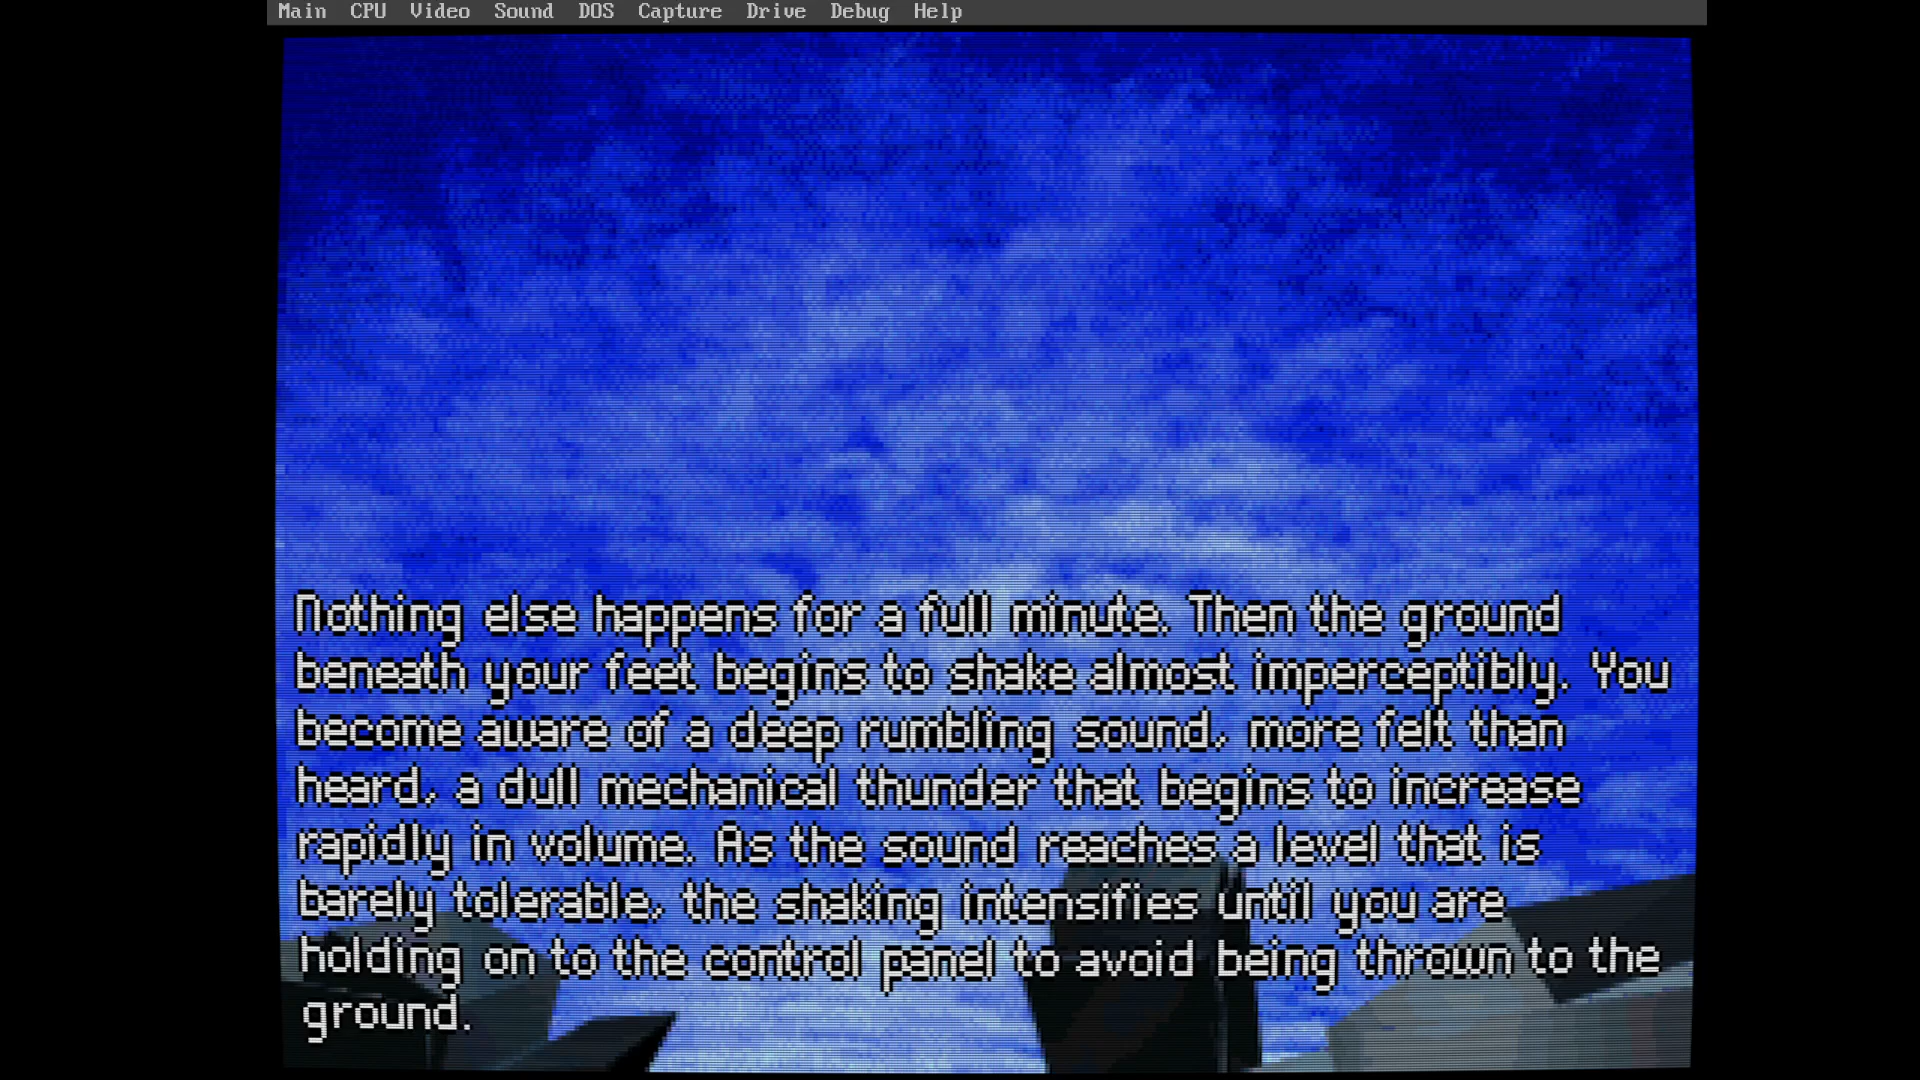 Main CPU Video Sound DOS Capture Drive Debug Help
Nothing else happens for a full minute. Then the ground
beneath your feet begins to shake almost imperceptibly. You
become aware of a deep rumbling sound, more felt than
heard, a dull mechanical thunder that begins to increase
rapidly in volume. As the sound reaches a level that is
barely tolerable, the shaking intensifies until you are
holding on to the control panel to avoid being thrown to the
ground.